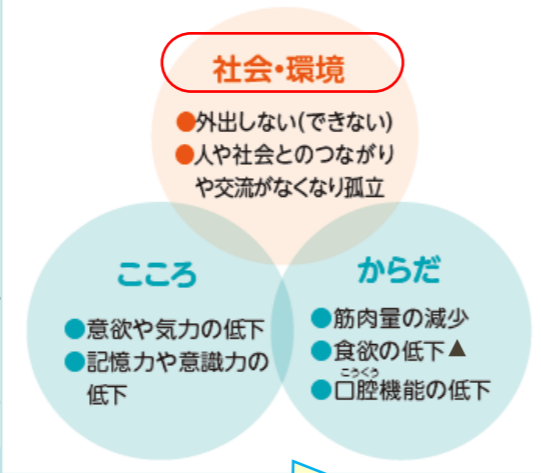 社会・環境
●外出しない(できない)
●人や社会とのつながり
や交流がなくなり孤立
こころ
●意欲や気力の低下
●記憶力や意識力の
低下
からだ
●筋肉量の減少
●食欲の低下▲
こうくう
●口腔機能の低下